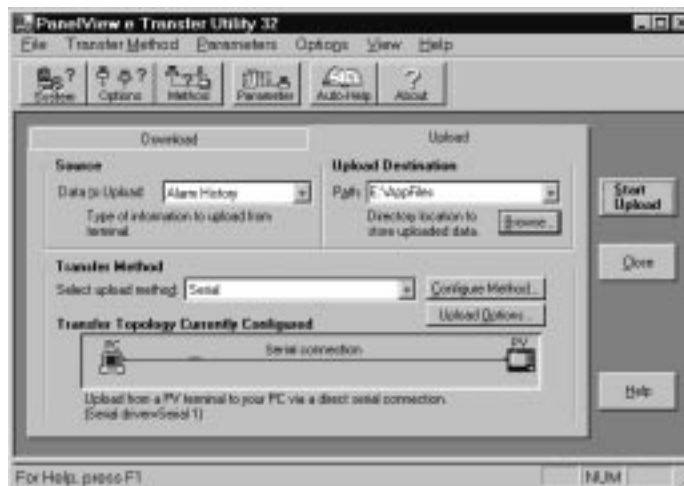 PanelView e Transfer Utility 32
File Transfer Method Parameters Options View Help
System Options Method Parameter Auto-Help About
Download Upload
Source
Data to Upload: Alarm History
Type of information to upload from
terminal.
Upload Destination
Path: E:\AppFiles
Directory location to
store uploaded data.
Browse...
Start
Upload
Close
Help
Transfer Method
Select upload method: Serial
Configure Method...
Upload Options...
Transfer Topology Currently Configured
PC Serial connection PV
Upload from a PV terminal to your PC via a direct serial connection.
(Serial driver=Serial 1)
For Help, press F1 NUM